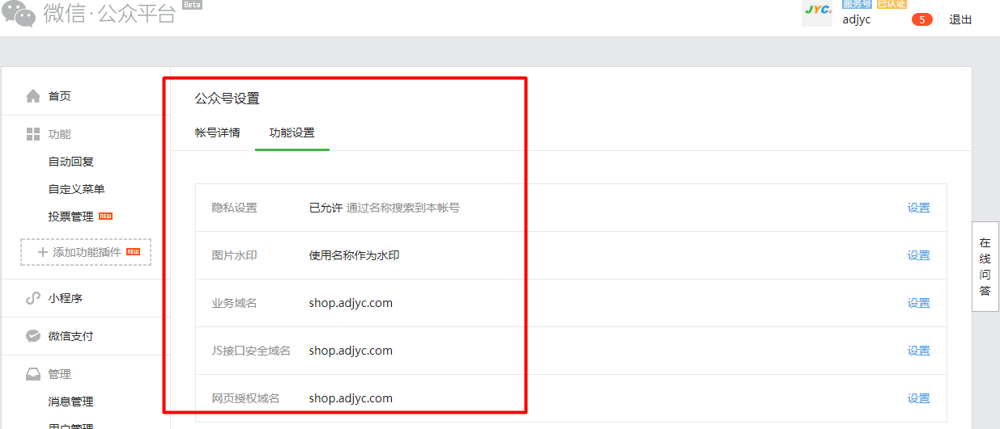 微信·公众平台 Beta
JYC. 服务号 已认证
adjyc 5 退出
首页
功能
自动回复
自定义菜单
投票管理 NEW
+ 添加功能插件 NEW
小程序
微信支付
管理
消息管理
用户管理
公众号设置
帐号详情 功能设置
隐私设置 已允许 通过名称搜索到本帐号 设置
图片水印 使用名称作为水印 设置
业务域名 shop.adjyc.com 设置
JS接口安全域名 shop.adjyc.com 设置
网页授权域名 shop.adjyc.com 设置
在
线
问
答